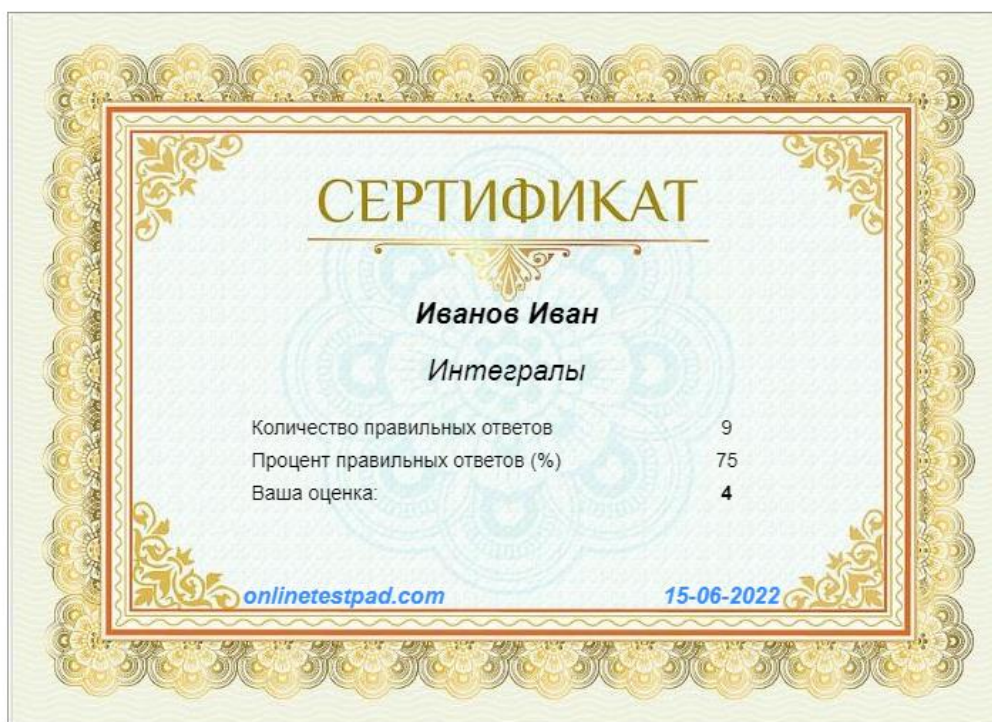 СЕРТИФИКАТ
Иванов Иван
Интегралы
Количество правильных ответов 9
Процент правильных ответов (%) 75
Ваша оценка: 4
onlinetestpad.com 15-06-2022